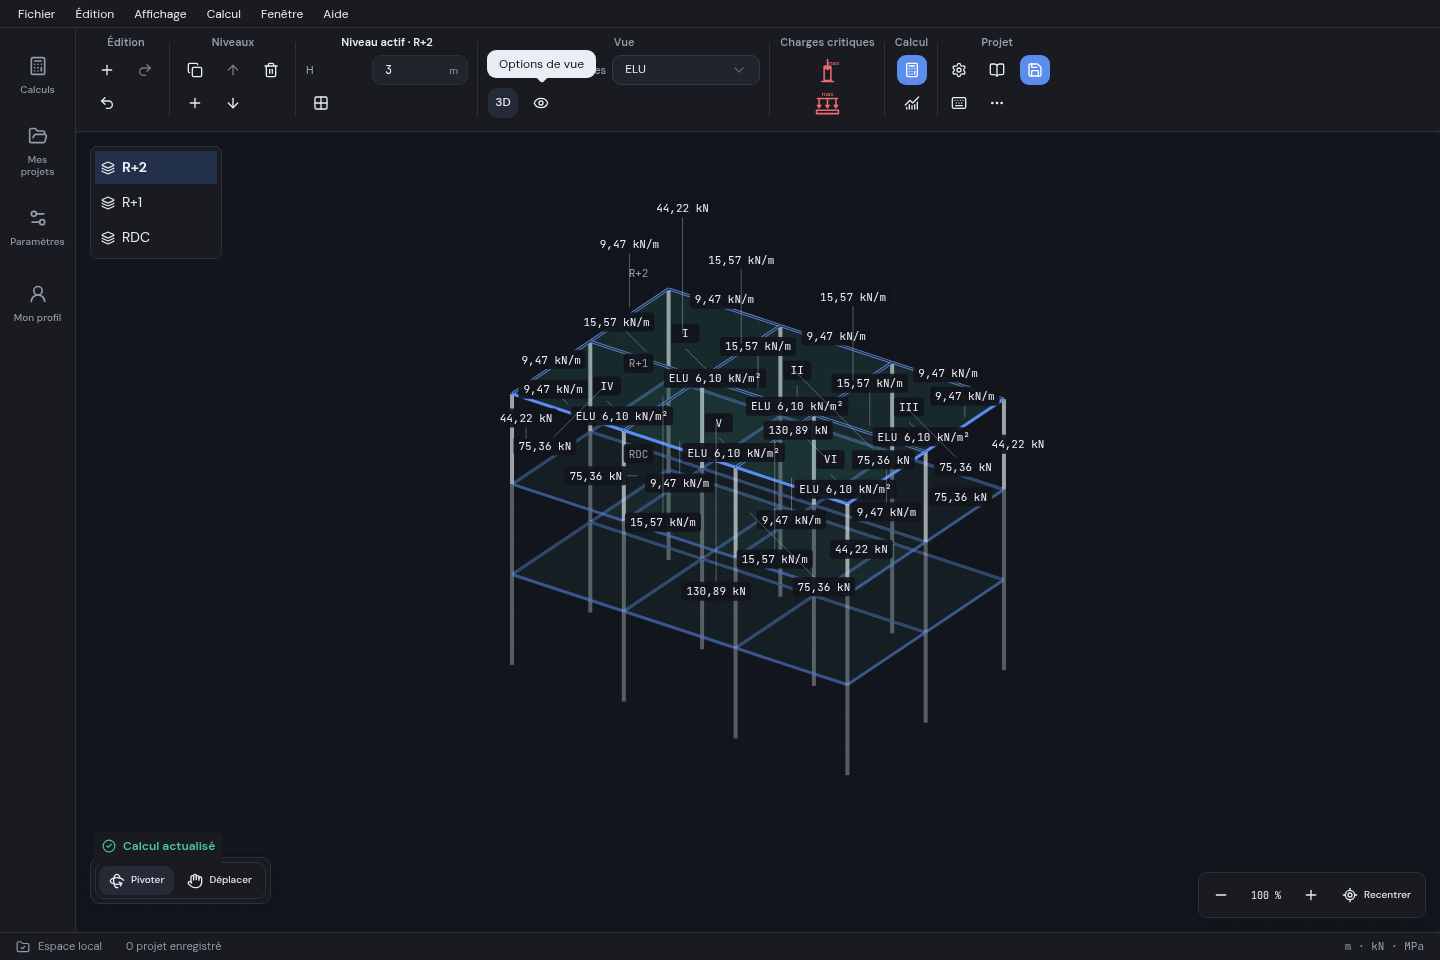 Fichier Édition Affichage Calcul Fenêtre Aide
Édition Niveaux Niveau actif · R+2 Vue Charges critiques Calcul Projet
Options de vue
H 3 m ELU
max
max
3D
Calculs
Mes
projets
Paramètres
Mon profil
R+2
R+1
RDC
44,22 kN
9,47 kN/m
15,57 kN/m
R+2
9,47 kN/m
15,57 kN/m
15,57 kN/m
I
9,47 kN/m
15,57 kN/m
9,47 kN/m
R+1
II
9,47 kN/m
ELU 6,10 kN/m²
15,57 kN/m
9,47 kN/m
IV
9,47 kN/m
ELU 6,10 kN/m²
III
44,22 kN
ELU 6,10 kN/m²
V
130,89 kN
ELU 6,10 kN/m²
44,22 kN
75,36 kN
RDC
ELU 6,10 kN/m²
VI
75,36 kN
75,36 kN
75,36 kN
9,47 kN/m
ELU 6,10 kN/m²
75,36 kN
15,57 kN/m
9,47 kN/m
9,47 kN/m
15,57 kN/m
44,22 kN
130,89 kN
75,36 kN
Calcul actualisé
Pivoter Déplacer
100 % Recentrer
Espace local 0 projet enregistré m · kN · MPa